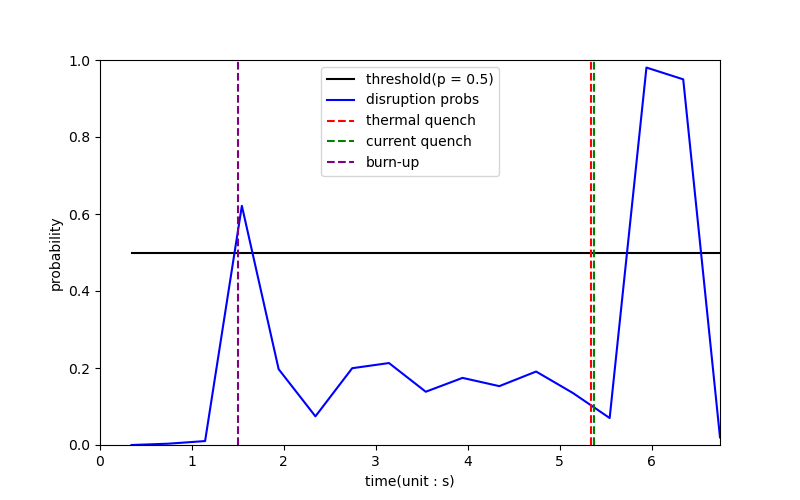 1.0
0.8
0.6
0.4
0.2
0.0
probability
threshold(p = 0.5)
disruption probs
thermal quench
current quench
burn-up
0 1 2 3 4 5 6
time(unit : s)